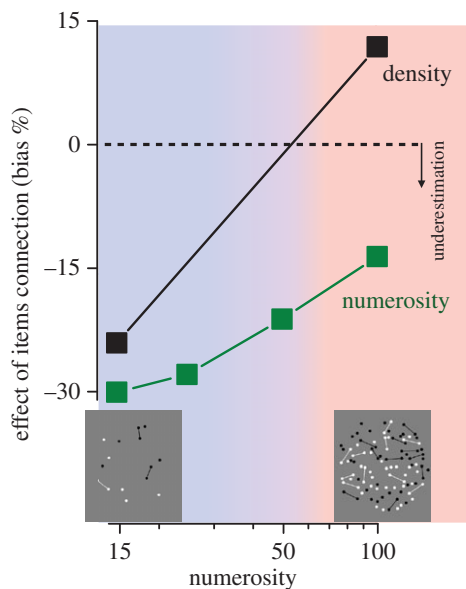 15
density
0
underestimation
effect of items connection (bias %)
–15
numerosity
–30
15
50
100
numerosity